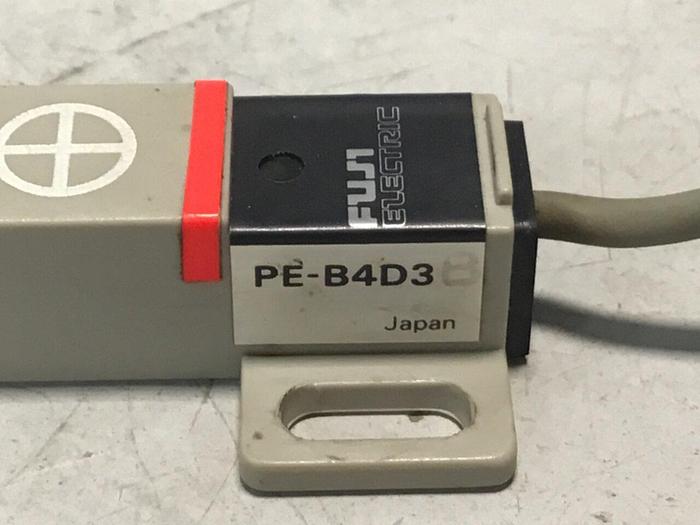 FUJI
ELECTRIC
PE-B4D3
Japan